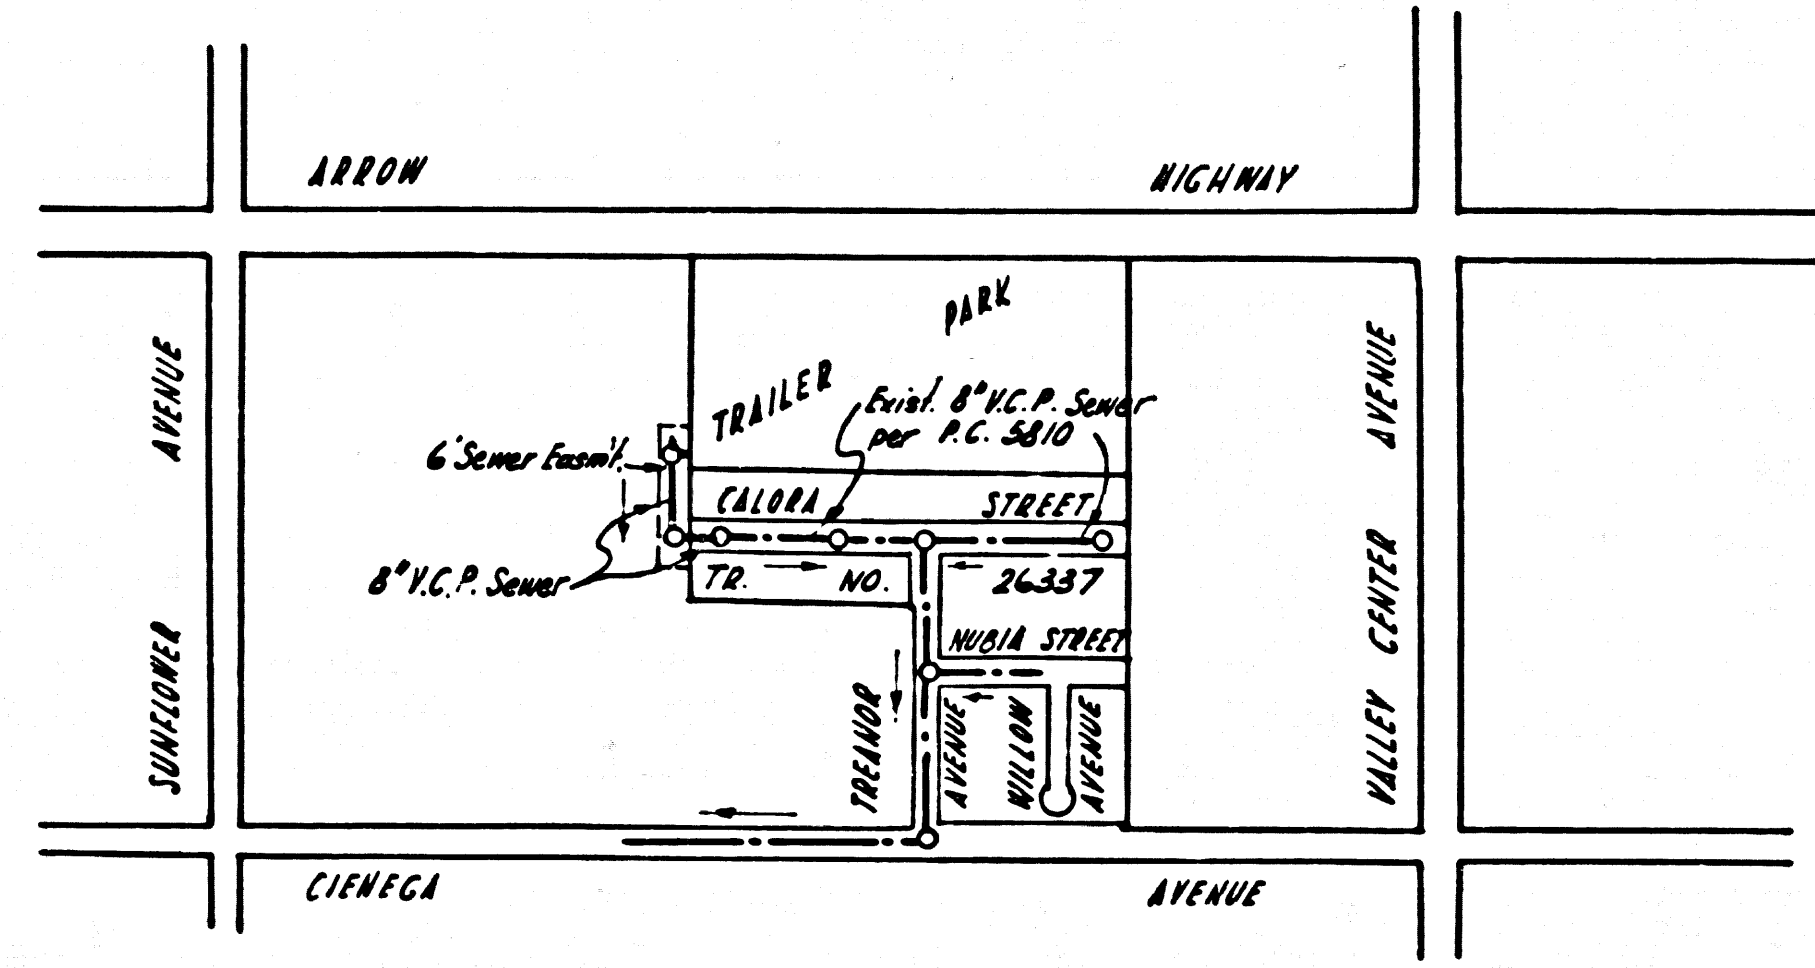 ARROW HIGHWAY
PARK
TRAILER
Exist. 8" V.C.P. Sewer
per P.C. 5810
6' Sewer Easm't.
CALORA STREET
8" V.C.P. Sewer
TR. NO. 26337
NUBIA STREET
TREANOR AVENUE
WILLOW AVENUE
SUNFLOWER AVENUE
VALLEY CENTER AVENUE
CIENEGA AVENUE